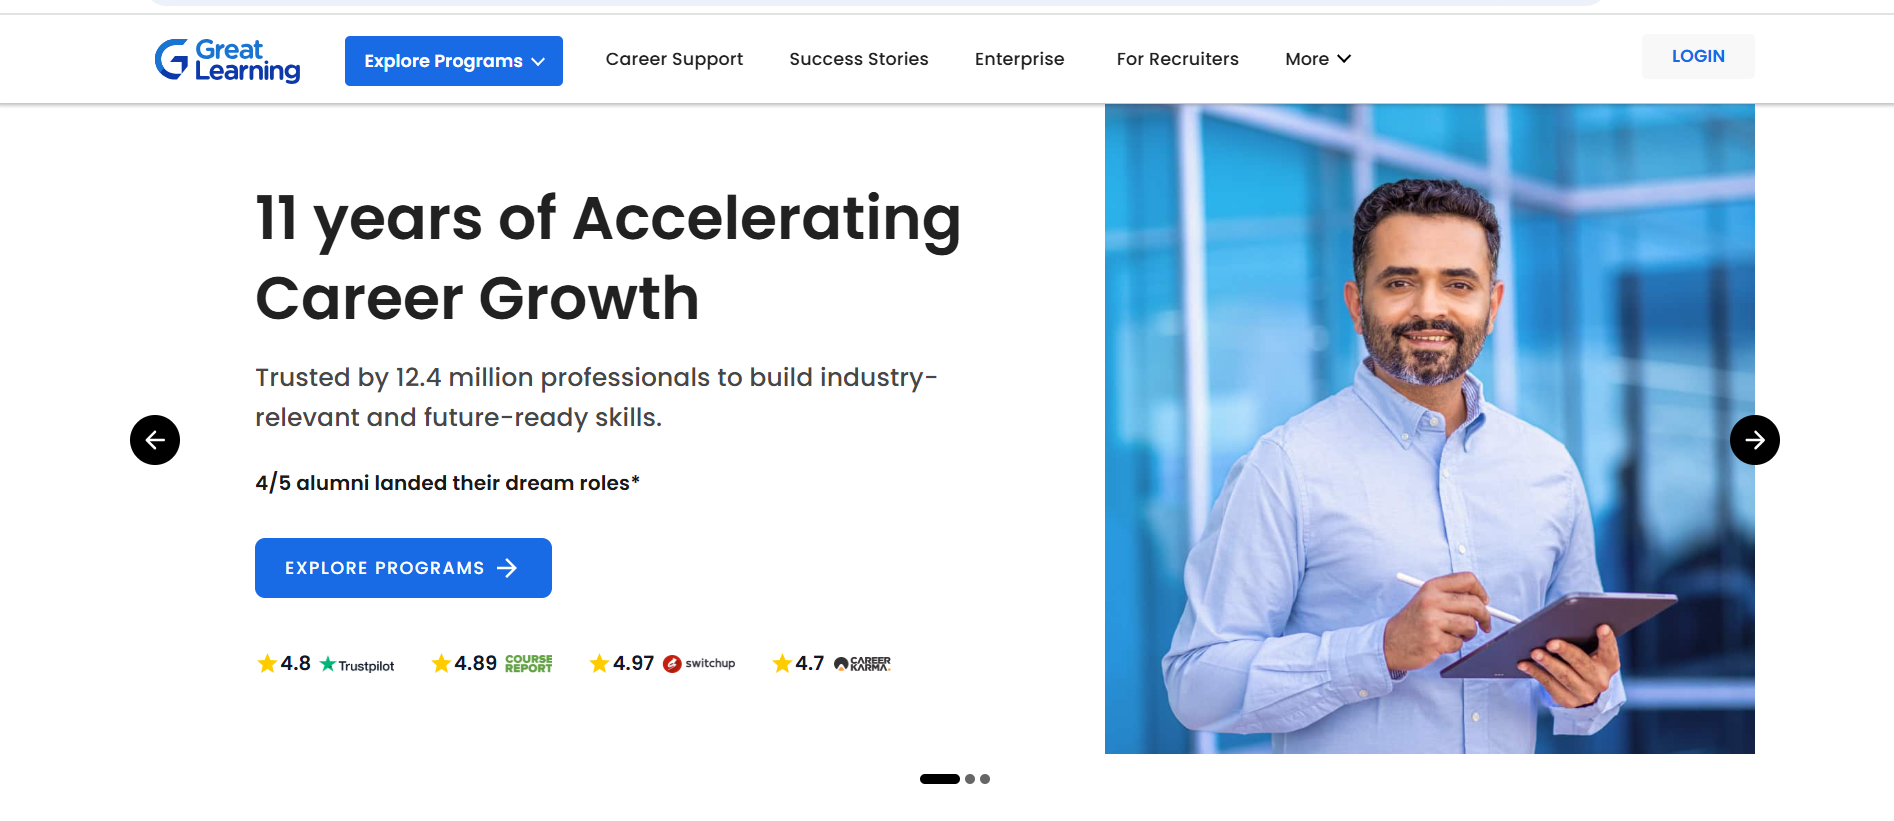 Great
Learning
Explore Programs
Career Support
Success Stories
Enterprise
For Recruiters
More
LOGIN
11 years of Accelerating
Career Growth
Trusted by 12.4 million professionals to build industry-
relevant and future-ready skills.
4/5 alumni landed their dream roles*
EXPLORE PROGRAMS
4.8 Trustpilot
4.89 COURSE
REPORT
4.97 switchup
4.7 CAREER
KARMA